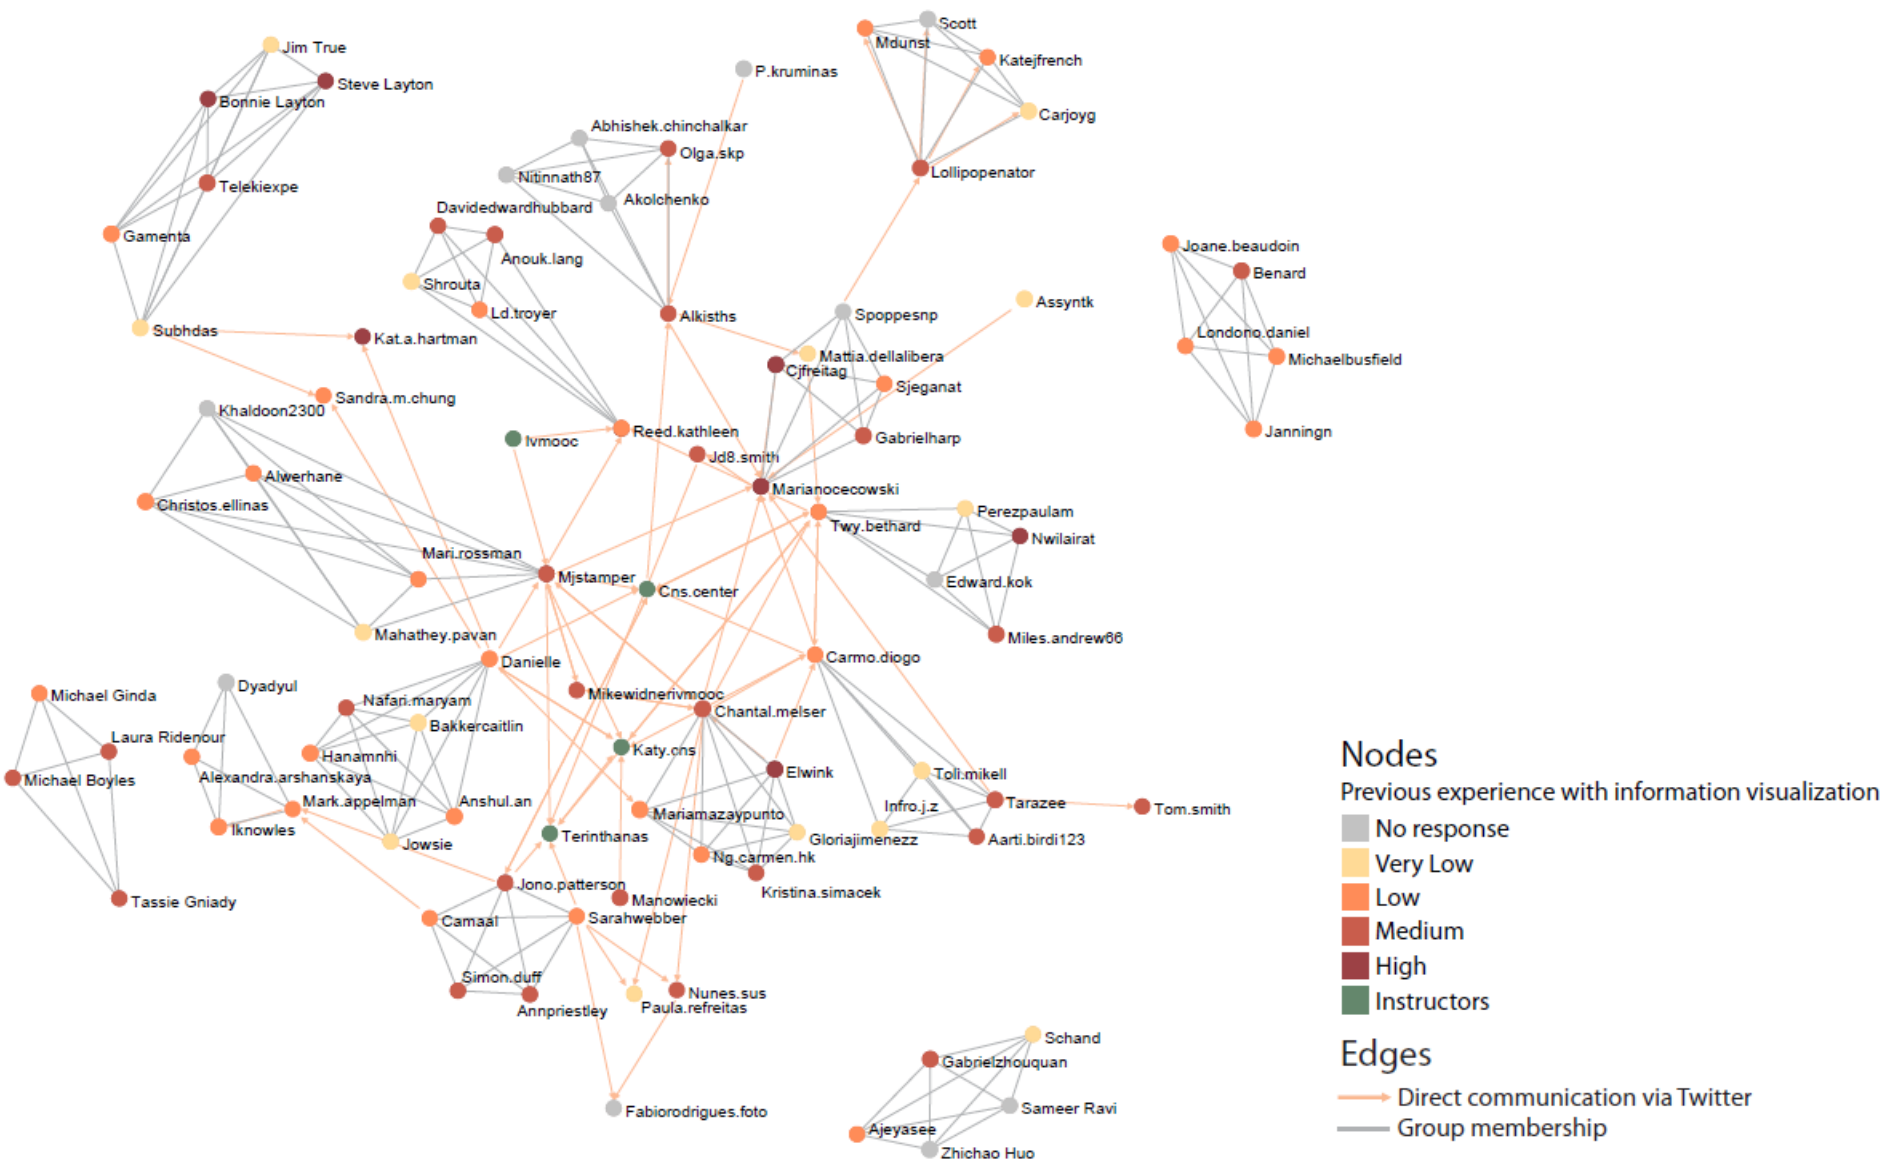 Jim True
Steve Layton
Bonnie Layton
Telekiexpe
Gamenta
Subhdas
Scott
Mdunst
Katejfrench
Carjoyg
Lollipopenator
P.kruminas
Abhishek.chinchalkar
Olga.skp
Nitinnath87
Akolchenko
Davidedwardhubbard
Anouk.lang
Shrouta
Ld.troyer
Alkisths
Spoppesnp
Assyntk
Joane.beaudoin
Benard
Londono.daniel
Michaelbusfield
Janningn
Kat.a.hartman
Sandra.m.chung
Mattia.dellalibera
Cjfreitag
Sjeganat
Gabrielharp
Khaldoon2300
Ivmooc
Reed.kathleen
Jd8.smith
Alwerhane
Christos.ellinas
Marianocecowski
Twy.bethard
Perezpaulam
Nwilairat
Edward.kok
Miles.andrew66
Mari.rossman
Mjstamper
Cns.center
Mahathey.pavan
Danielle
Carmo.diogo
Michael Ginda
Dyadyul
Nafari.maryam
Mikewidnerivmooc
Chantal.melser
Bakkercaitlin
Laura Ridenour
Hanamnhi
Katy.cns
Michael Boyles
Alexandra.arshanskaya
Elwink
Toli.mikell
Mark.appelman
Anshul.an
Mariamazaypunto
Infro.j.z
Tarazee
Tom.smith
Iknowles
Jowsie
Terinthanas
Gloriajimenezz
Aarti.birdi123
Ng.carmen.hk
Kristina.simacek
Jono.patterson
Manowiecki
Tassie Gniady
Camaal
Sarahwebber
Simon.duff
Annpriestley
Nunes.sus
Paula.refreitas
Fabiorodrigues.foto
Schand
Gabrielzhouquan
Sameer Ravi
Ajeyasee
Zhichao Huo
Nodes
Previous experience with information visualization
No response
Very Low
Low
Medium
High
Instructors
Edges
Direct communication via Twitter
Group membership